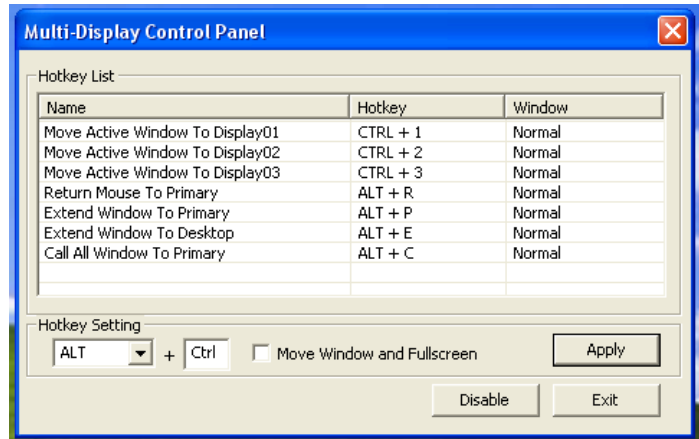 Multi-Display Control Panel
Hotkey List
Name Hotkey Window
Move Active Window To Display01 CTRL + 1 Normal
Move Active Window To Display02 CTRL + 2 Normal
Move Active Window To Display03 CTRL + 3 Normal
Return Mouse To Primary ALT + R Normal
Extend Window To Primary ALT + P Normal
Extend Window To Desktop ALT + E Normal
Call All Window To Primary ALT + C Normal
Hotkey Setting
ALT + Ctrl Move Window and Fullscreen Apply
Disable Exit